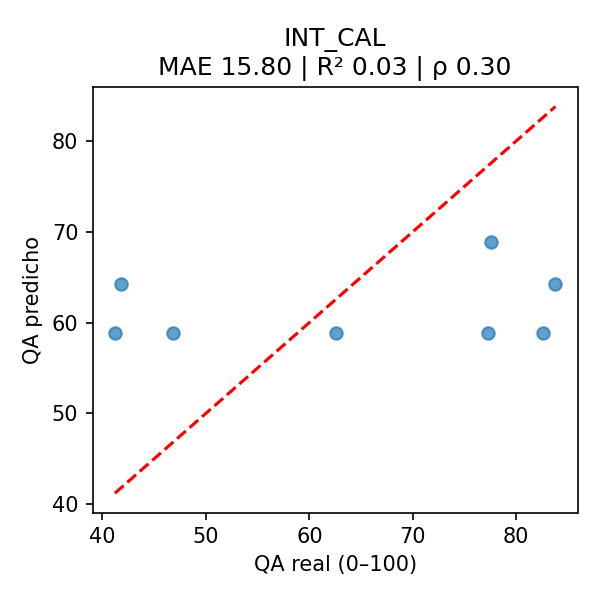 INT_CAL
MAE 15.80 | R² 0.03 | ρ 0.30
80
70
60
50
40
QA predicho
40 50 60 70 80
QA real (0–100)